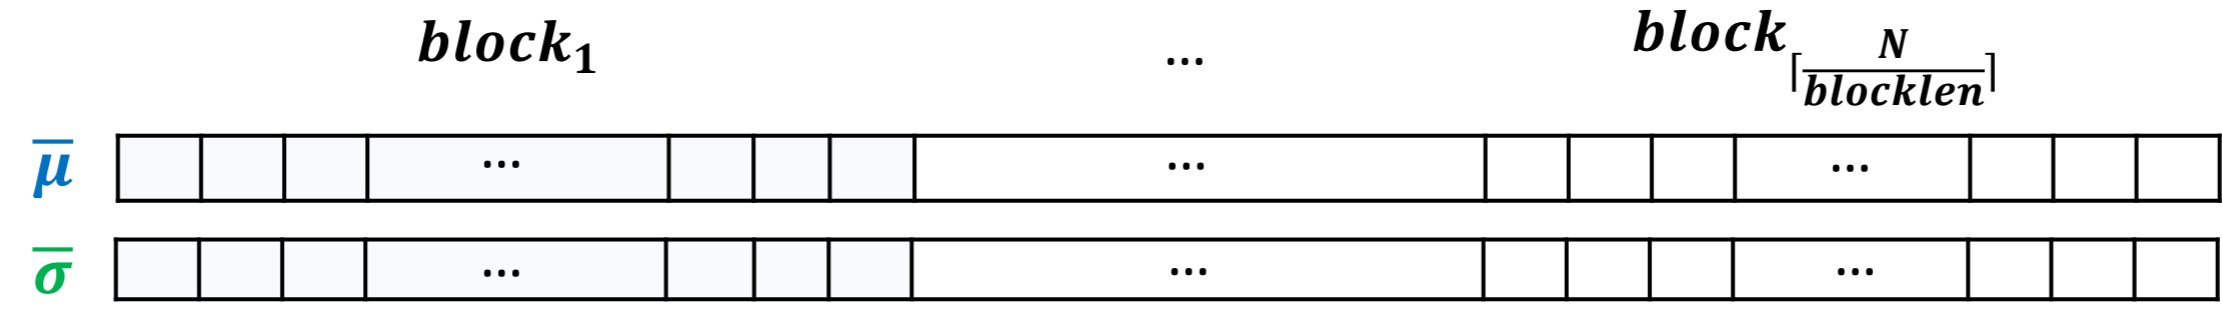 block₁ ... block⌈N/blocklen⌉
μ̅ ... ... ...
σ̅ ... ... ...